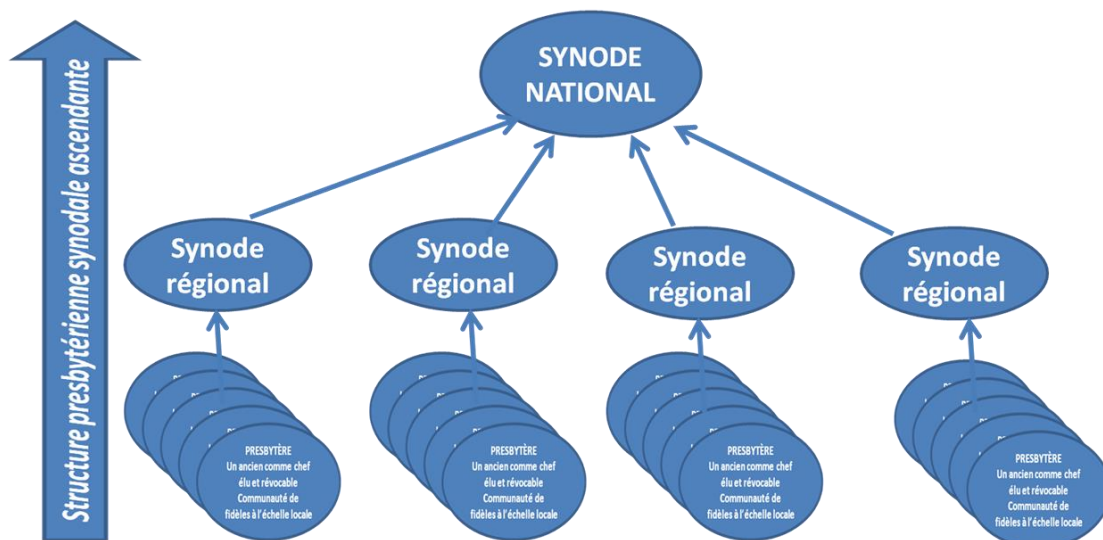 Structure presbytérienne synodale ascendante
SYNODE
NATIONAL
Synode
régional
Synode
régional
Synode
régional
Synode
régional
PRESBYTÈRE
Un ancien comme chef
élu et révocable
Communauté de
fidèles à l'échelle locale
PRESBYTÈRE
Un ancien comme chef
élu et révocable
Communauté de
fidèles à l'échelle locale
PRESBYTÈRE
Un ancien comme chef
élu et révocable
Communauté de
fidèles à l'échelle locale
PRESBYTÈRE
Un ancien comme chef
élu et révocable
Communauté de
fidèles à l'échelle locale